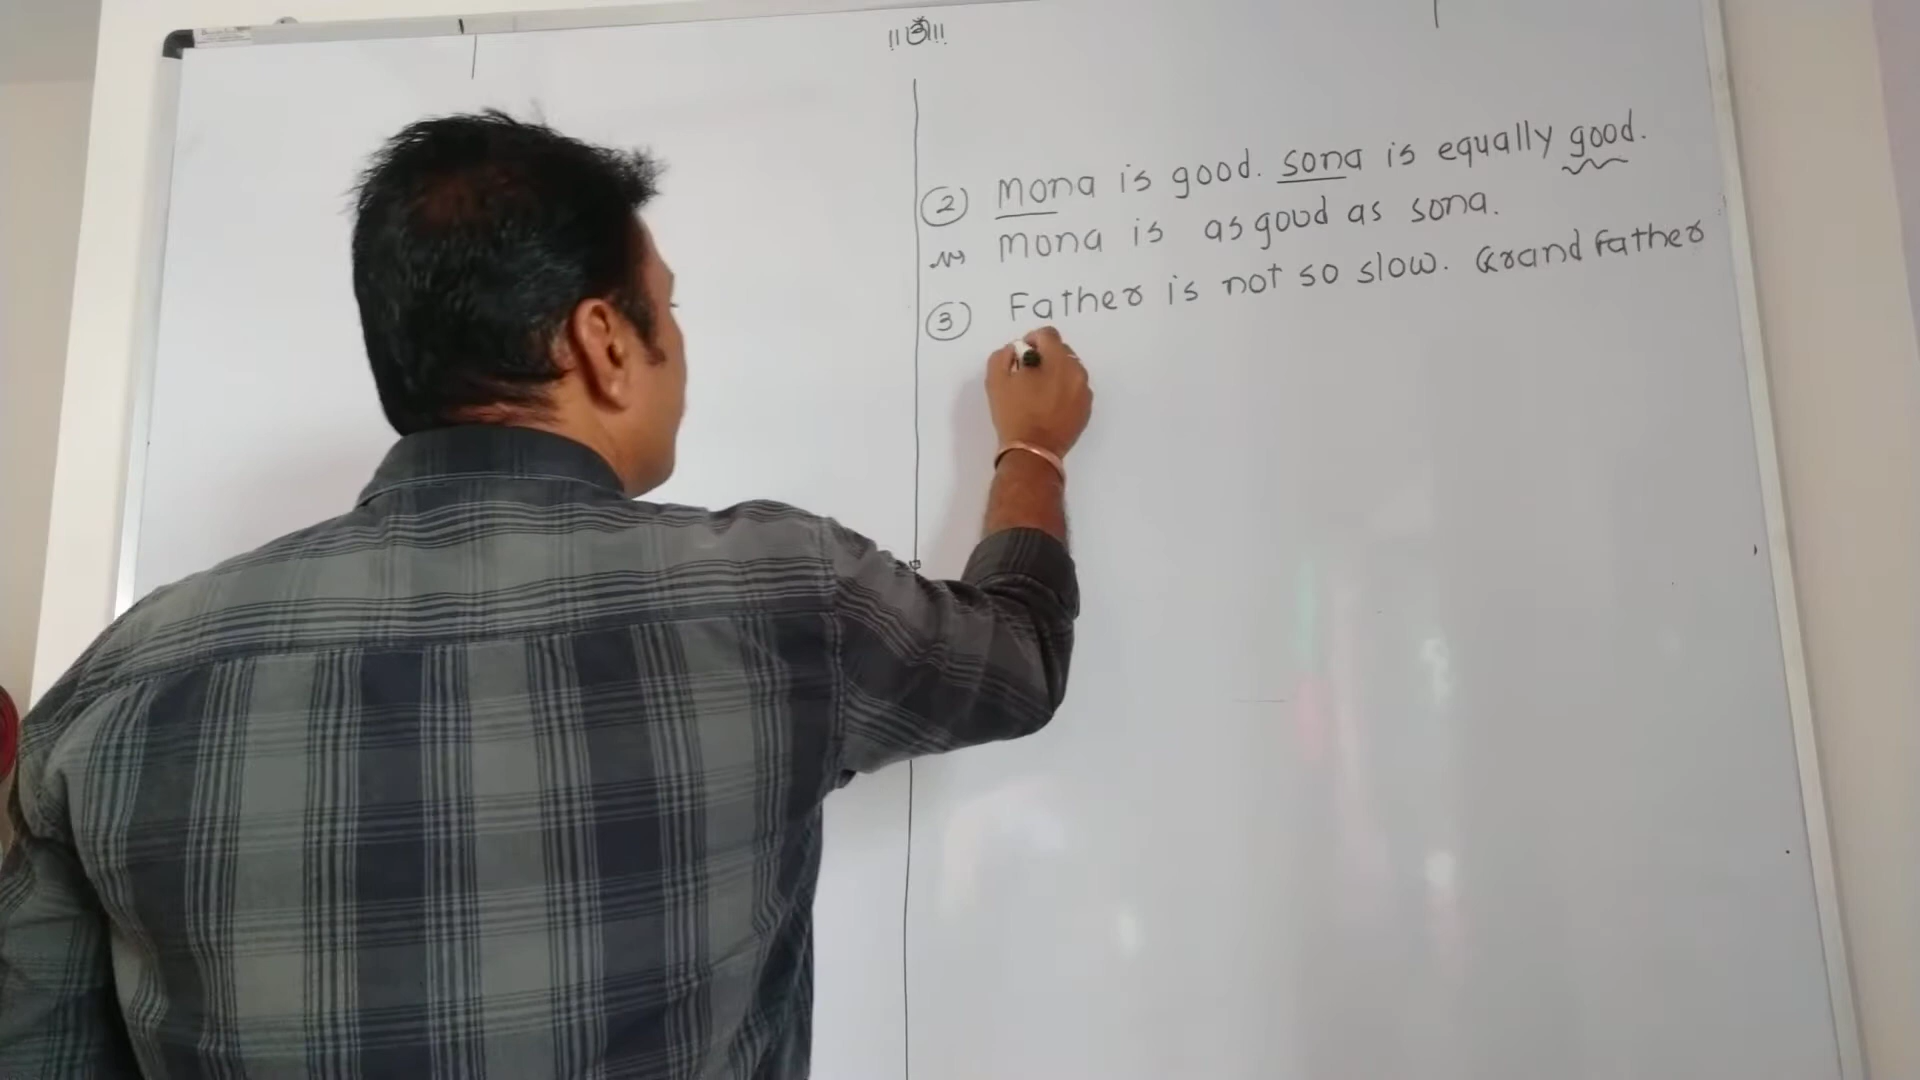 ||ॐ||
② Mona is good. sona is equally good.
Mona is as good as sona.
③ Father is not so slow. Grand Father